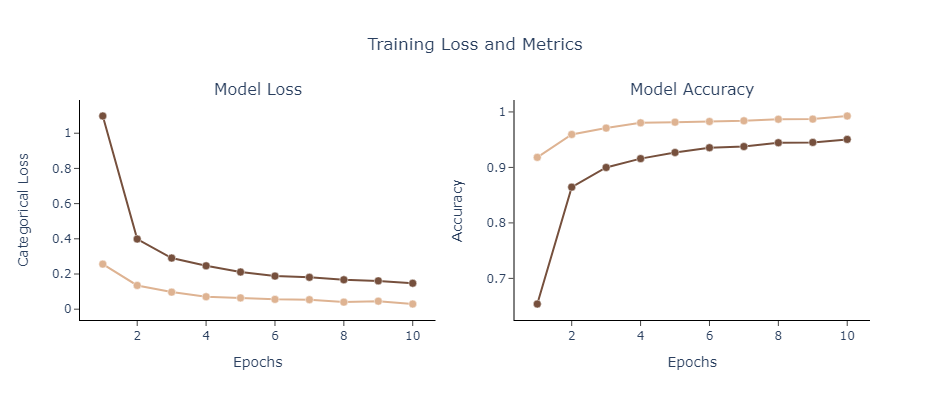 Training Loss and Metrics
Model Loss
Categorical Loss
1
0.8
0.6
0.4
0.2
0
2 4 6 8 10
Epochs
Model Accuracy
Accuracy
1
0.9
0.8
0.7
2 4 6 8 10
Epochs